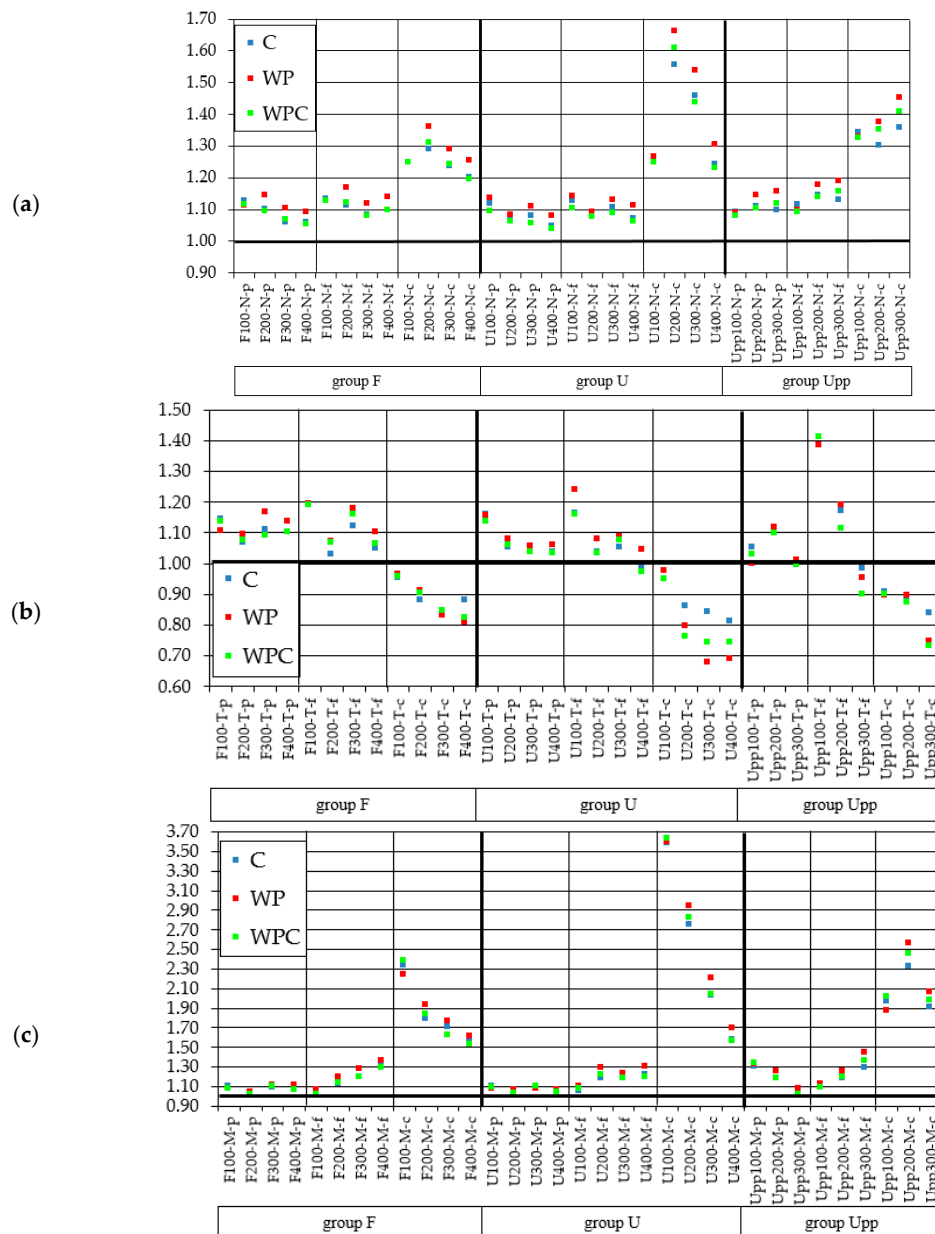 (a)
1.70
1.60
1.50
1.40
1.30
1.20
1.10
1.00
0.90
C
WP
WPC
F100-N-p
F200-N-p
F300-N-p
F400-N-p
F100-N-f
F200-N-f
F300-N-f
F400-N-f
F100-N-c
F200-N-c
F300-N-c
F400-N-c
U100-N-p
U200-N-p
U300-N-p
U400-N-p
U100-N-f
U200-N-f
U300-N-f
U400-N-f
U100-N-c
U200-N-c
U300-N-c
U400-N-c
Upp100-N-p
Upp200-N-p
Upp300-N-p
Upp100-N-f
Upp200-N-f
Upp300-N-f
Upp100-N-c
Upp200-N-c
Upp300-N-c
group F
group U
group Upp
(b)
1.50
1.40
1.30
1.20
1.10
1.00
0.90
0.80
0.70
0.60
C
WP
WPC
F100-T-p
F200-T-p
F300-T-p
F400-T-p
F100-T-f
F200-T-f
F300-T-f
F400-T-f
F100-T-c
F200-T-c
F300-T-c
F400-T-c
U100-T-p
U200-T-p
U300-T-p
U400-T-p
U100-T-f
U200-T-f
U300-T-f
U400-T-f
U100-T-c
U200-T-c
U300-T-c
U400-T-c
Upp100-T-p
Upp200-T-p
Upp300-T-p
Upp100-T-f
Upp200-T-f
Upp300-T-f
Upp100-T-c
Upp200-T-c
Upp300-T-c
group F
group U
group Upp
(c)
3.70
3.50
3.30
3.10
2.90
2.70
2.50
2.30
2.10
1.90
1.70
1.50
1.30
1.10
0.90
C
WP
WPC
F100-M-p
F200-M-p
F300-M-p
F400-M-p
F100-M-f
F200-M-f
F300-M-f
F400-M-f
F100-M-c
F200-M-c
F300-M-c
F400-M-c
U100-M-p
U200-M-p
U300-M-p
U400-M-p
U100-M-f
U200-M-f
U300-M-f
U400-M-f
U100-M-c
U200-M-c
U300-M-c
U400-M-c
Upp100-M-p
Upp200-M-p
Upp300-M-p
Upp100-M-f
Upp200-M-f
Upp300-M-f
Upp100-M-c
Upp200-M-c
Upp300-M-c
group F
group U
group Upp